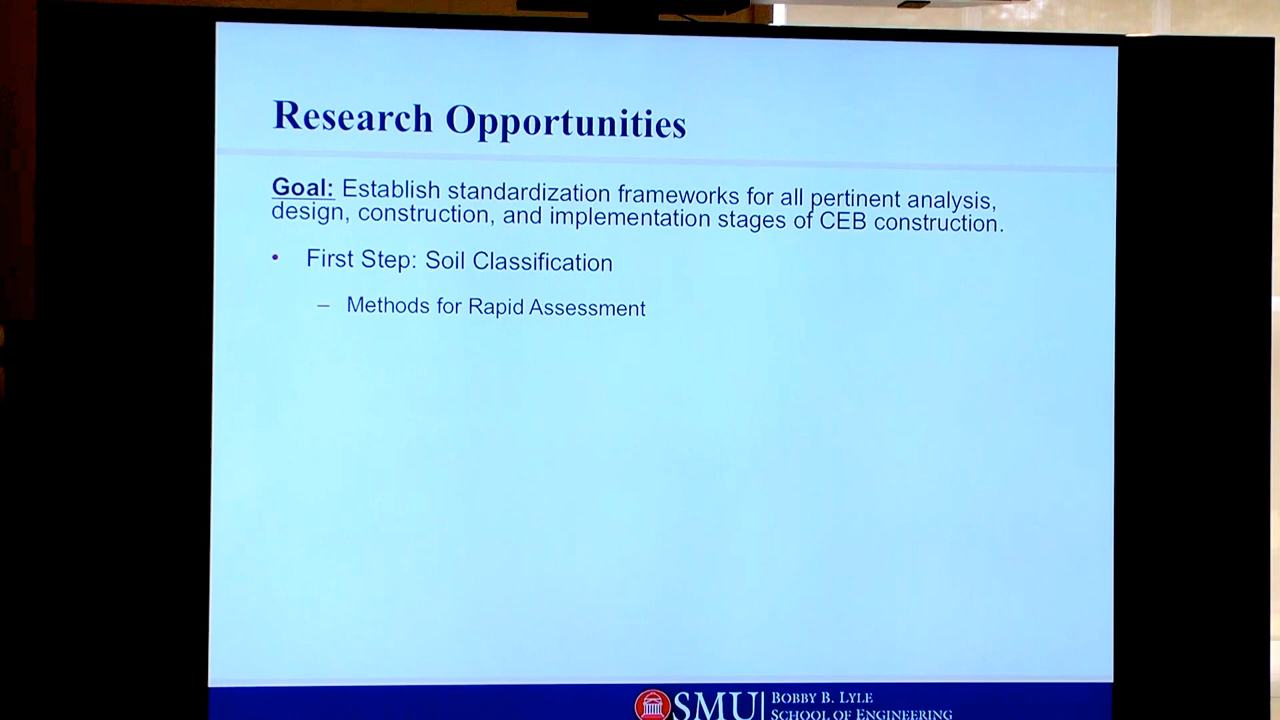 Research Opportunities
Goal: Establish standardization frameworks for all pertinent analysis,
design, construction, and implementation stages of CEB construction.
• First Step: Soil Classification
– Methods for Rapid Assessment
SMU BOBBY B. LYLE
SCHOOL OF ENGINEERING